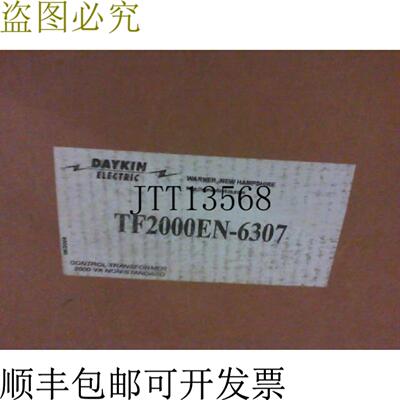 盗图必究
DAYKIN
ELECTRIC
WARNER, NEW HAMPSHIRE
JTT13568
TF2000EN-6307
CONTROL TRANSFORMER
2000 VA NONSTANDARD
顺丰包邮可开发票